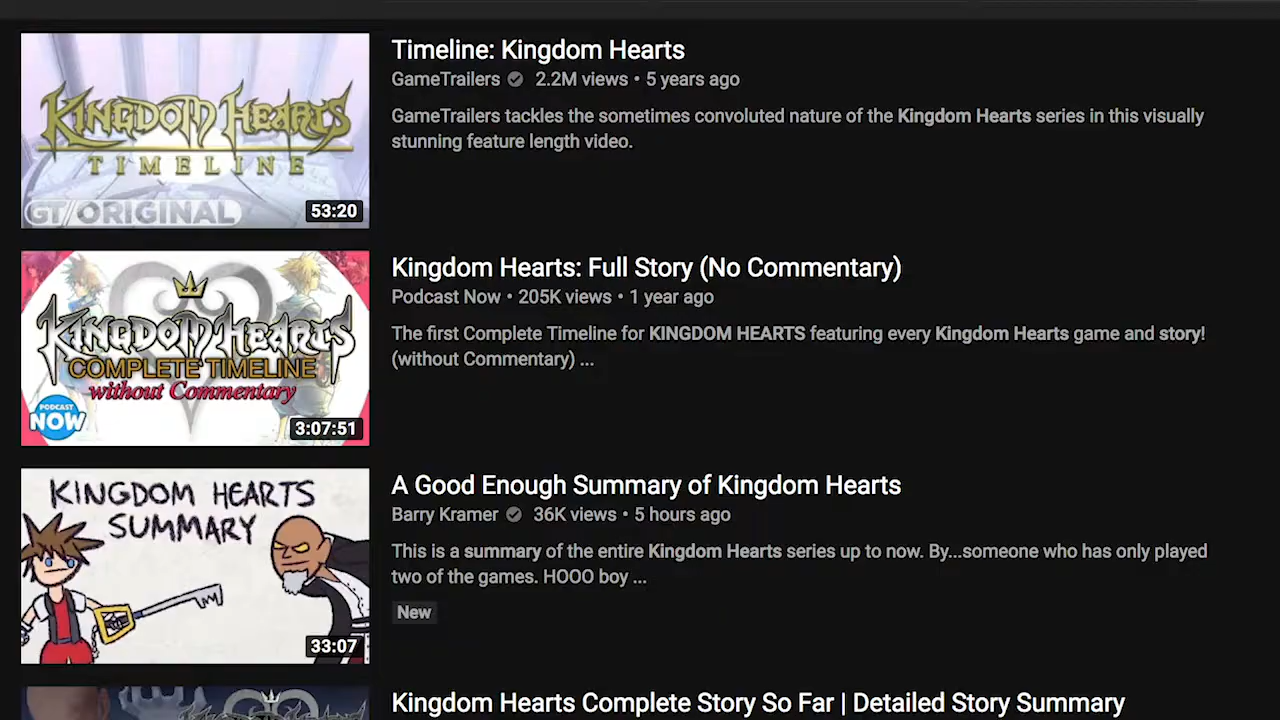 KINGDOM HEARTS
TIMELINE
GT/ORIGINAL
53:20
Timeline: Kingdom Hearts
GameTrailers 2.2M views • 5 years ago
GameTrailers tackles the sometimes convoluted nature of the Kingdom Hearts series in this visually
stunning feature length video.
KINGDOM HEARTS
COMPLETE TIMELINE
without Commentary
PODCAST
NOW
3:07:51
Kingdom Hearts: Full Story (No Commentary)
Podcast Now • 205K views • 1 year ago
The first Complete Timeline for KINGDOM HEARTS featuring every Kingdom Hearts game and story!
(without Commentary) ...
KINGDOM HEARTS
SUMMARY
33:07
A Good Enough Summary of Kingdom Hearts
Barry Kramer 36K views • 5 hours ago
This is a summary of the entire Kingdom Hearts series up to now. By...someone who has only played
two of the games. HOOO boy ...
New
Kingdom Hearts Complete Story So Far | Detailed Story Summary